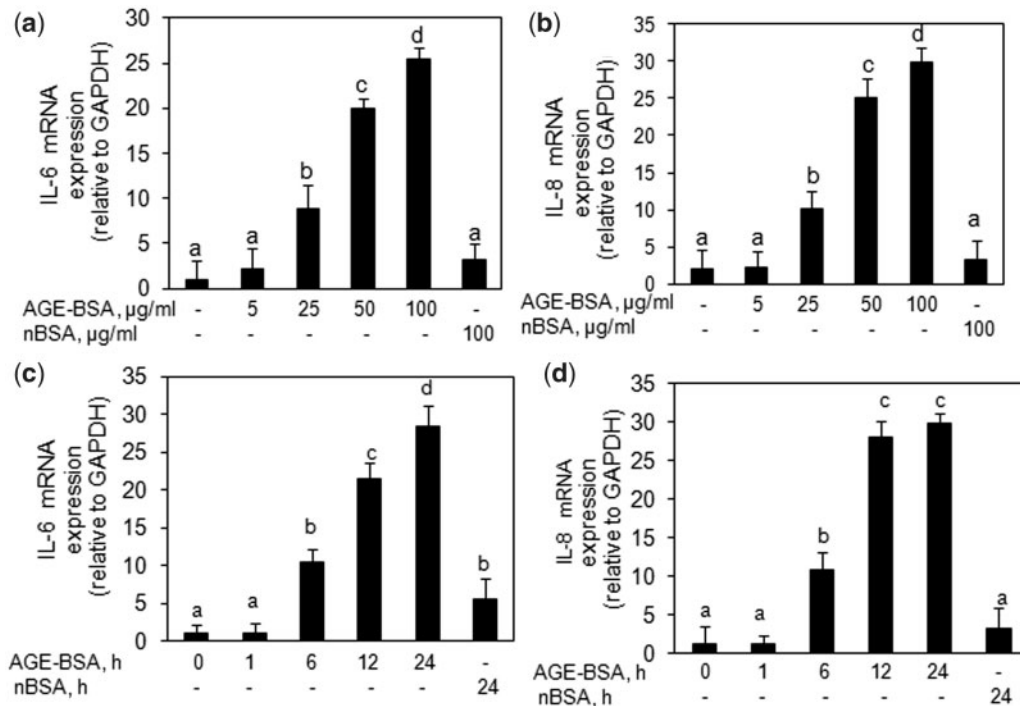 (a)
IL-6 mRNA
expression
(relative to GAPDH)
30
25
20
15
10
5
0
a
a
b
c
d
a
AGE-BSA, µg/ml - 5 25 50 100 -
nBSA, µg/ml - - - - - 100
(b)
IL-8 mRNA
expression
(relative to GAPDH)
35
30
25
20
15
10
5
0
a
a
b
c
d
a
AGE-BSA, µg/ml - 5 25 50 100 -
nBSA, µg/ml - - - - - 100
(c)
IL-6 mRNA
expression
(relative to GAPDH)
35
30
25
20
15
10
5
0
a
a
b
c
d
b
AGE-BSA, h 0 1 6 12 24 -
nBSA, h - - - - - 24
(d)
IL-8 mRNA
expression
(relative to GAPDH)
35
30
25
20
15
10
5
0
a
a
b
c
c
a
AGE-BSA, h 0 1 6 12 24 -
nBSA, h - - - - - 24